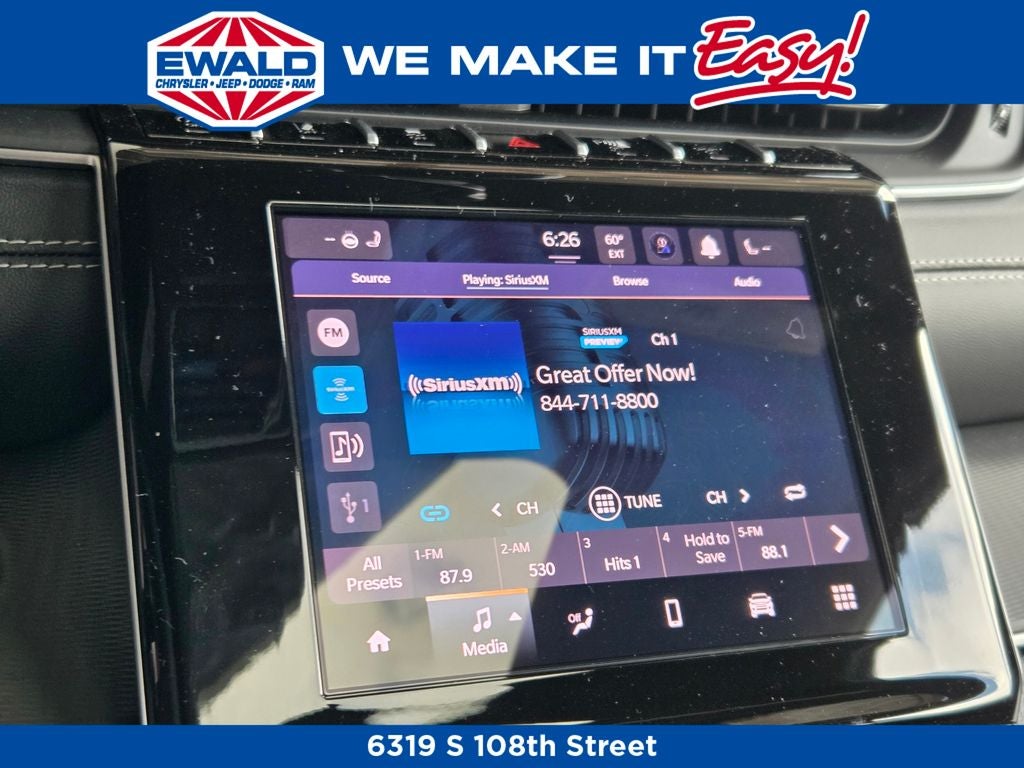 EWALD
CHRYSLER • JEEP • DODGE • RAM
WE MAKE IT Easy!
6:26
60°
EXT
Source
Playing: SiriusXM
Browse
Audio
FM
SIRIUSXM
PREVIEW
Ch 1
((SiriusXM))
Great Offer Now!
844-711-8800
SIRIUSXM
1
CH
TUNE
CH
All
Presets
1-FM
87.9
2-AM
530
3
Hits 1
4
Hold to
Save
5-FM
88.1
Media
Off
6319 S 108th Street